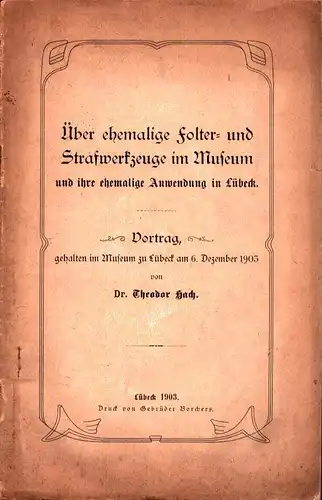 Über ehemalige Folter- und
Strafwerkzeuge im Museum
und ihre ehemalige Anwendung in Lübeck.
Vortrag,
gehalten im Museum zu Lübeck am 6. Dezember 1903
von
Dr. Theodor Hach.
Lübeck 1903.
Druck von Gebrüder Borchers.